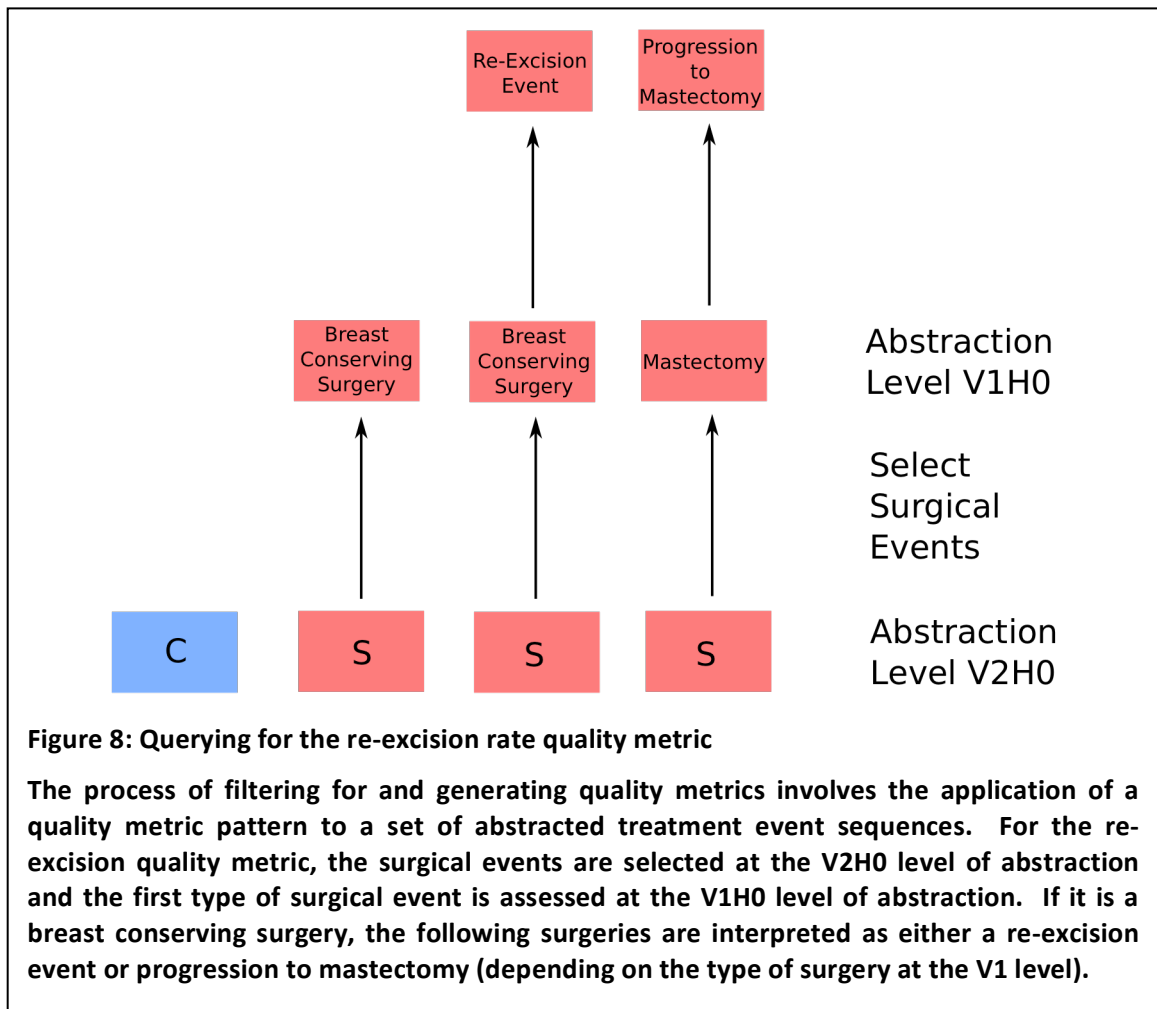 Re-Excision
Event
Progression
to
Mastectomy
Breast
Conserving
Surgery
Breast
Conserving
Surgery
Mastectomy
Abstraction
Level V1H0
Select
Surgical
Events
C
S
S
S
Abstraction
Level V2H0
Figure 8: Querying for the re-excision rate quality metric
The process of filtering for and generating quality metrics involves the application of a
quality metric pattern to a set of abstracted treatment event sequences. For the re-
excision quality metric, the surgical events are selected at the V2H0 level of abstraction
and the first type of surgical event is assessed at the V1H0 level of abstraction. If it is a
breast conserving surgery, the following surgeries are interpreted as either a re-excision
event or progression to mastectomy (depending on the type of surgery at the V1 level).